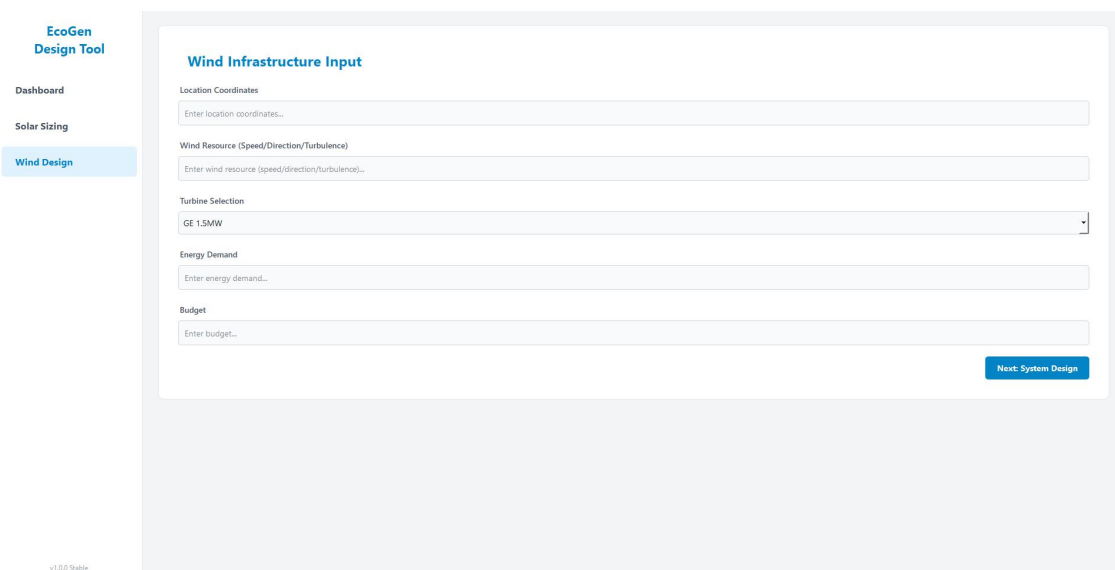 EcoGen
Design Tool
Dashboard
Solar Sizing
Wind Design
v1.0.0 Stable
Wind Infrastructure Input
Location Coordinates
Enter location coordinates...
Wind Resource (Speed/Direction/Turbulence)
Enter wind resource (speed/direction/turbulence)...
Turbine Selection
GE 1.5MW
Energy Demand
Enter energy demand...
Budget
Enter budget...
Next: System Design